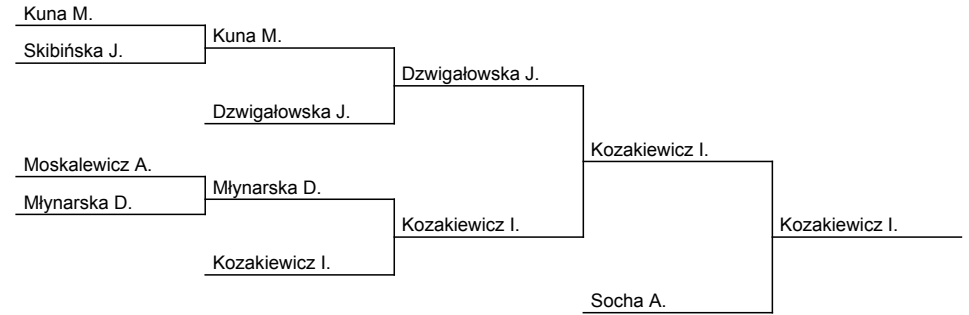 Kuna M.
Skibińska J.
Kuna M.
Dzwigałowska J.
Dzwigałowska J.
Moskalewicz A.
Młynarska D.
Młynarska D.
Kozakiewicz I.
Kozakiewicz I.
Kozakiewicz I.
Socha A.
Kozakiewicz I.